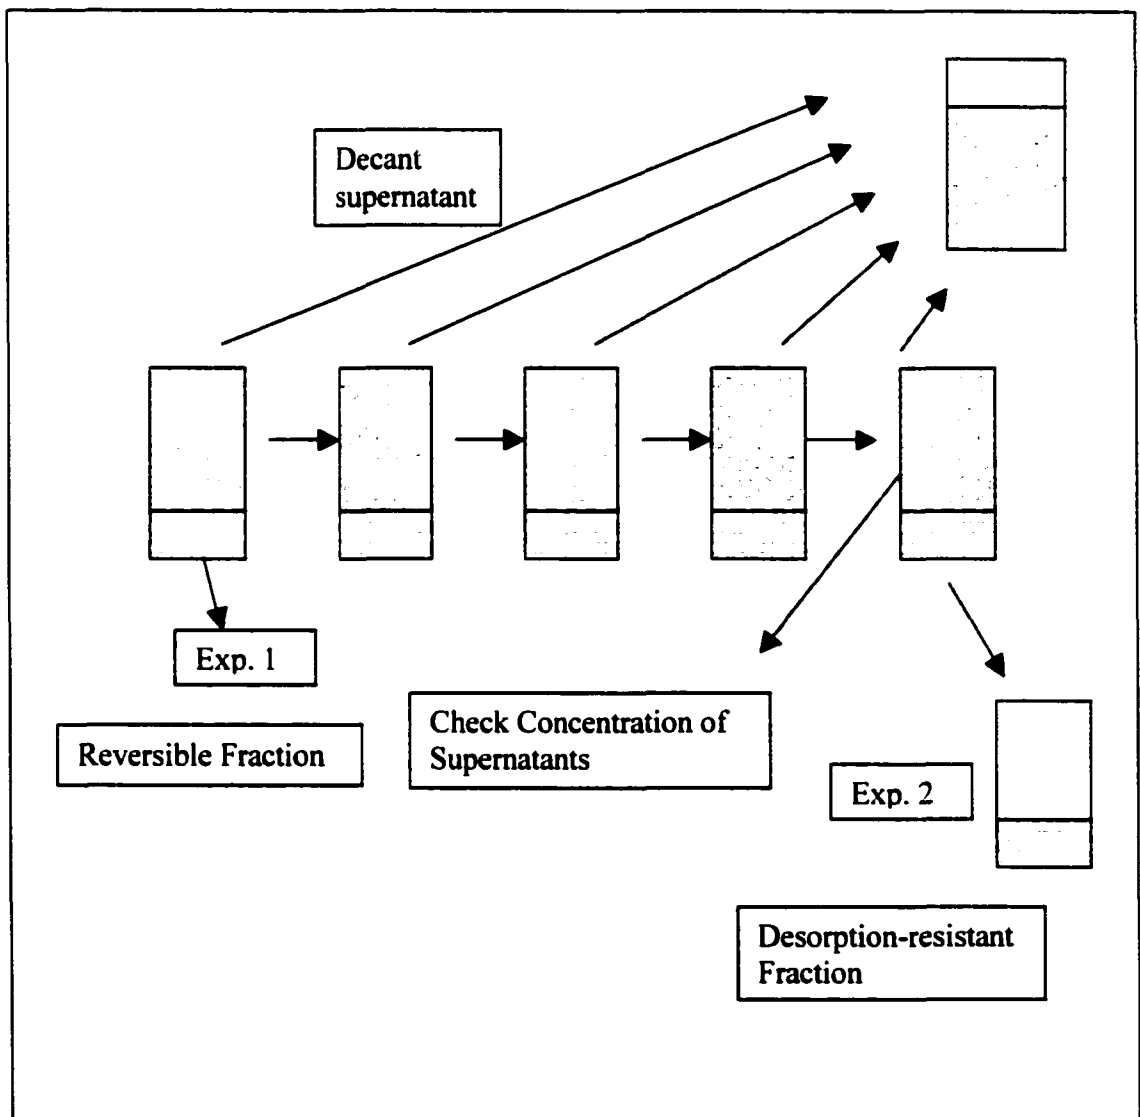 Decant
supernatant
Exp. 1
Reversible Fraction
Check Concentration of
Supernatants
Exp. 2
Desorption-resistant
Fraction